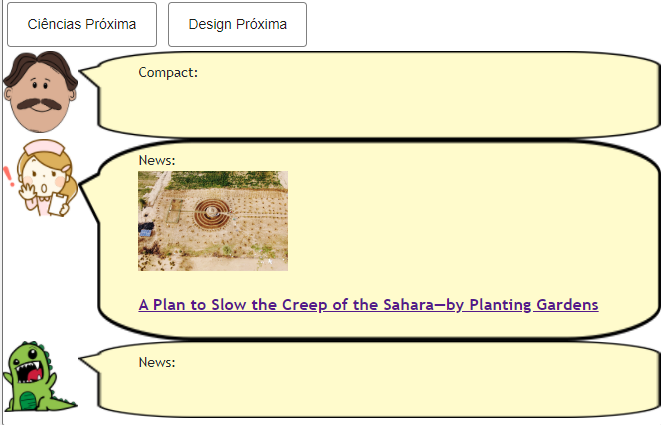 Ciências Próxima
Design Próxima
Compact:
News:
A Plan to Slow the Creep of the Sahara—by Planting Gardens
News: